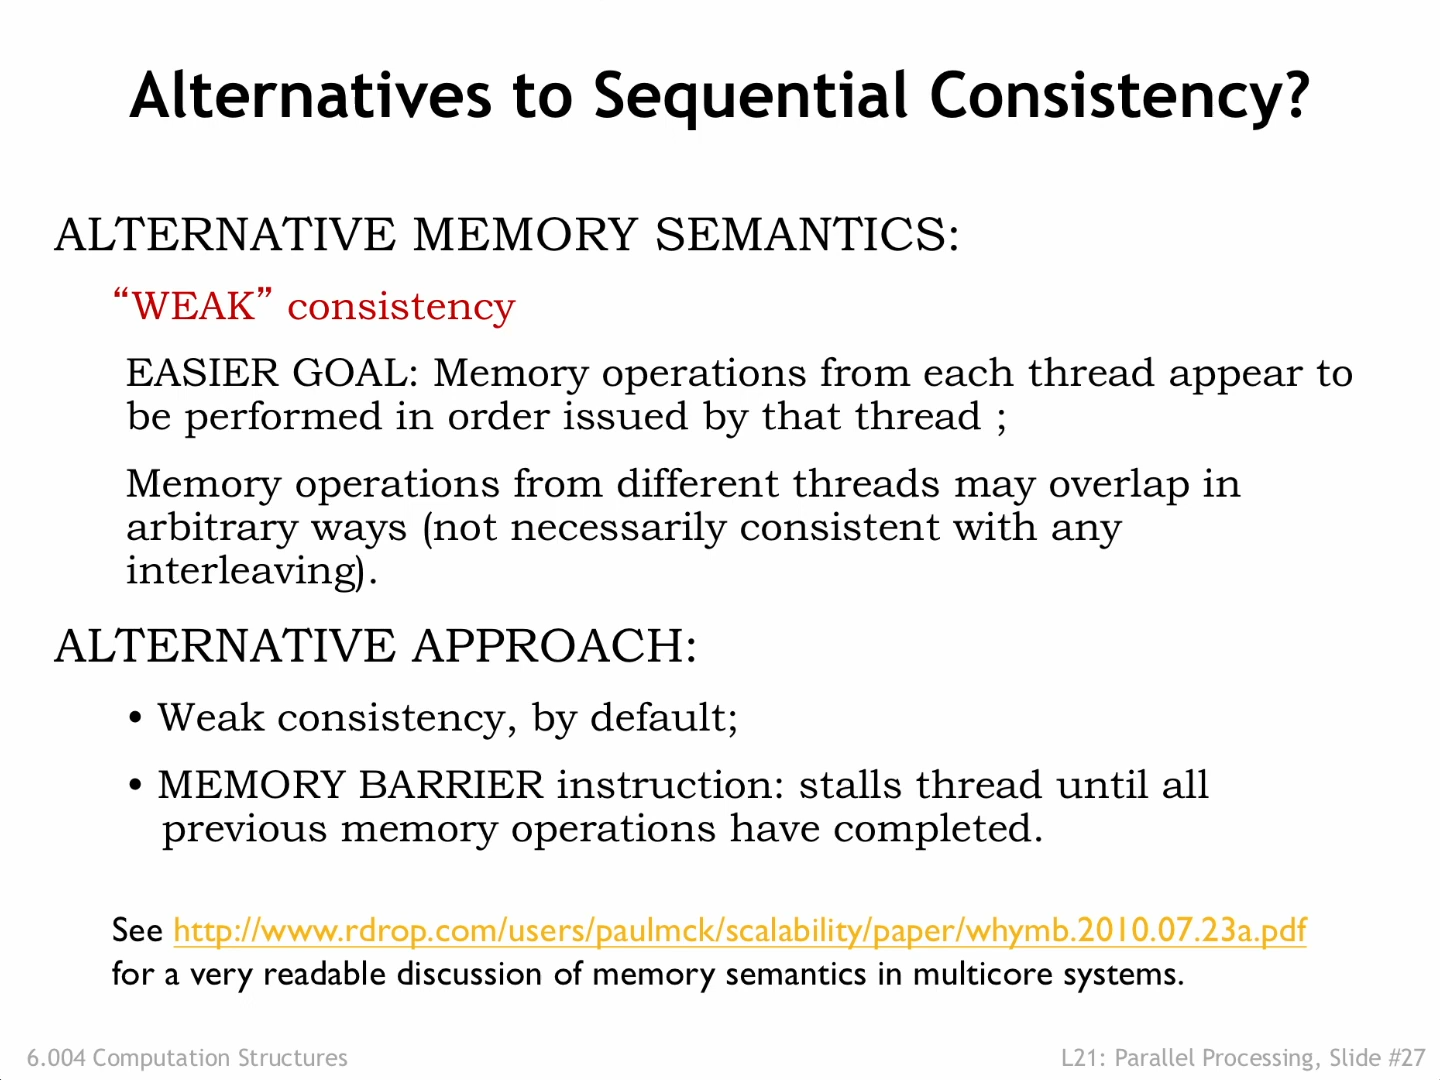 Alternatives to Sequential Consistency?
ALTERNATIVE MEMORY SEMANTICS:
“WEAK” consistency
EASIER GOAL: Memory operations from each thread appear to
be performed in order issued by that thread ;
Memory operations from different threads may overlap in
arbitrary ways (not necessarily consistent with any
interleaving).
ALTERNATIVE APPROACH:
• Weak consistency, by default;
• MEMORY BARRIER instruction: stalls thread until all
previous memory operations have completed.
See http://www.rdrop.com/users/paulmck/scalability/paper/whymb.2010.07.23a.pdf
for a very readable discussion of memory semantics in multicore systems.
6.004 Computation Structures
L21: Parallel Processing, Slide #27